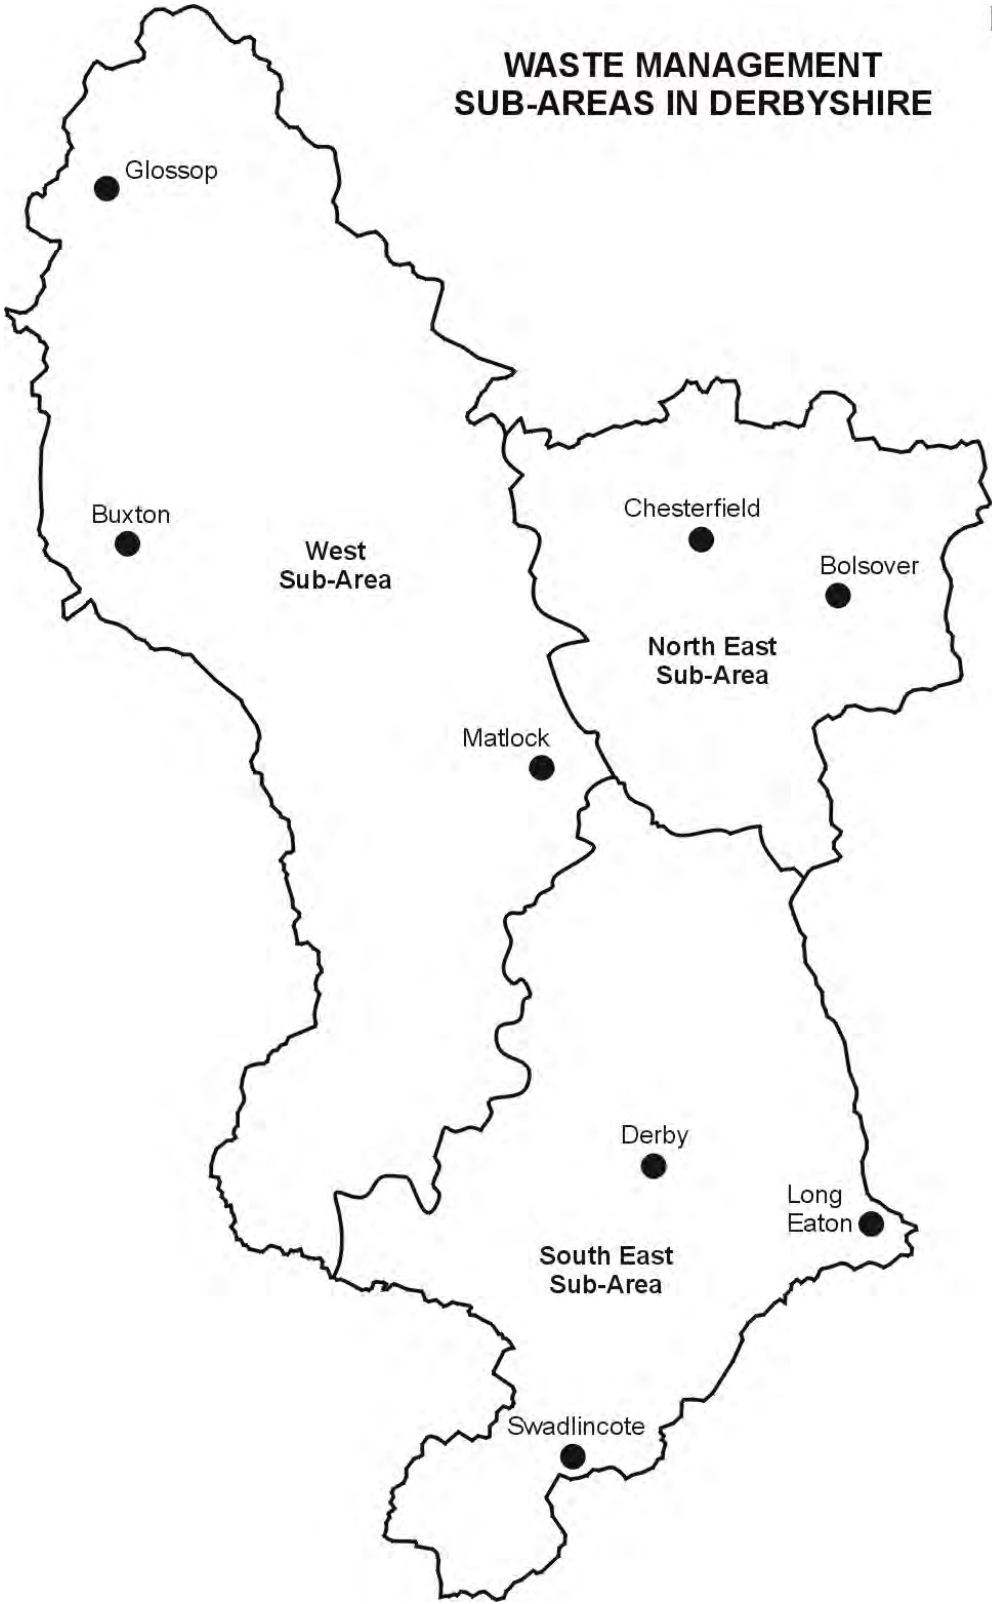 WASTE MANAGEMENT
SUB-AREAS IN DERBYSHIRE
Glossop
Buxton
West
Sub-Area
Chesterfield
Bolsover
North East
Sub-Area
Matlock
Derby
Long
Eaton
South East
Sub-Area
Swadlincote